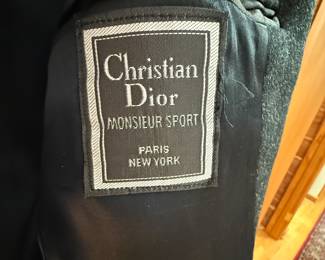 Christian
Dior
MONSIEUR SPORT
PARIS
NEW YORK